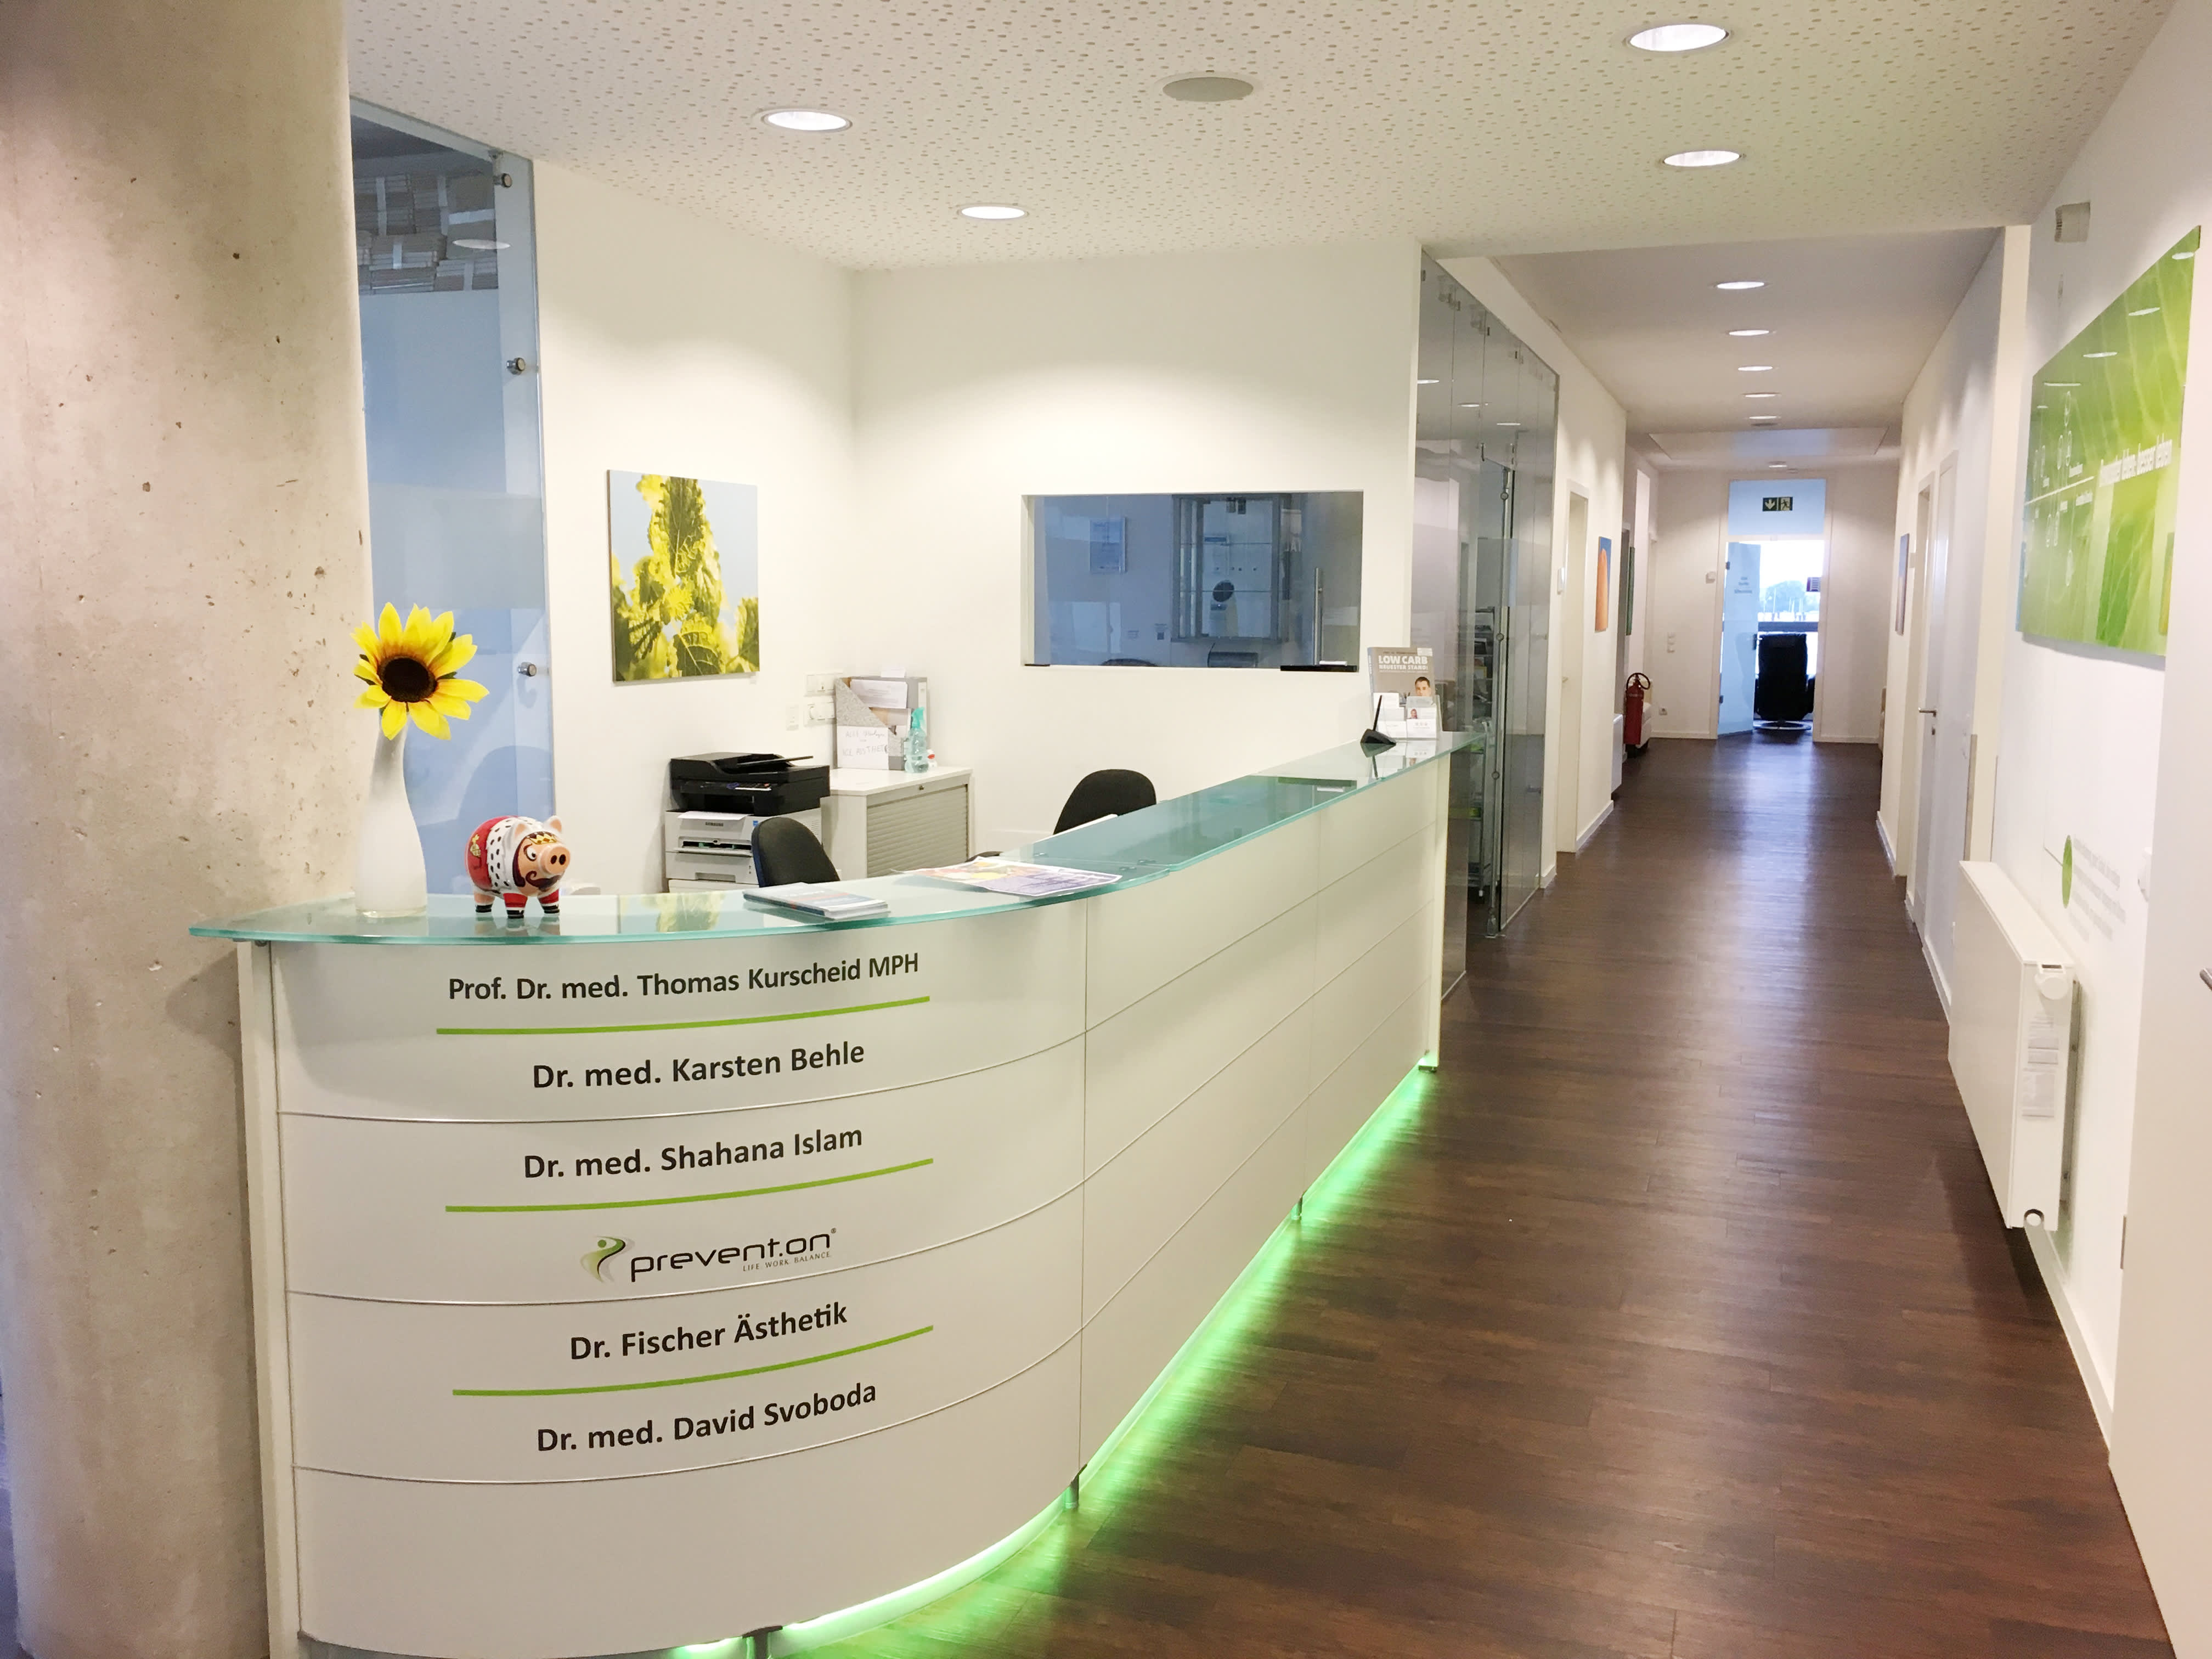 Prof. Dr. med. Thomas Kurscheid MPH
Dr. med. Karsten Behle
Dr. med. Shahana Islam
prevent.on®
LIFE. WORK. BALANCE.
Dr. Fischer Ästhetik
Dr. med. David Svoboda
LOW CARB